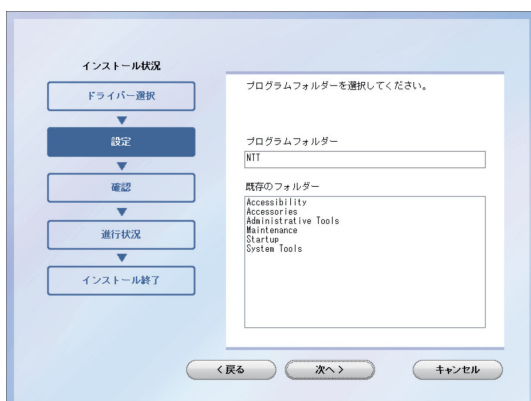 インストール状況
ドライバー選択
設定
確認
進行状況
インストール終了
プログラムフォルダーを選択してください。
プログラムフォルダー
NTT
既存のフォルダー
Accessibility
Accessories
Administrative Tools
Maintenance
Startup
System Tools
< 戻る
次へ >
キャンセル